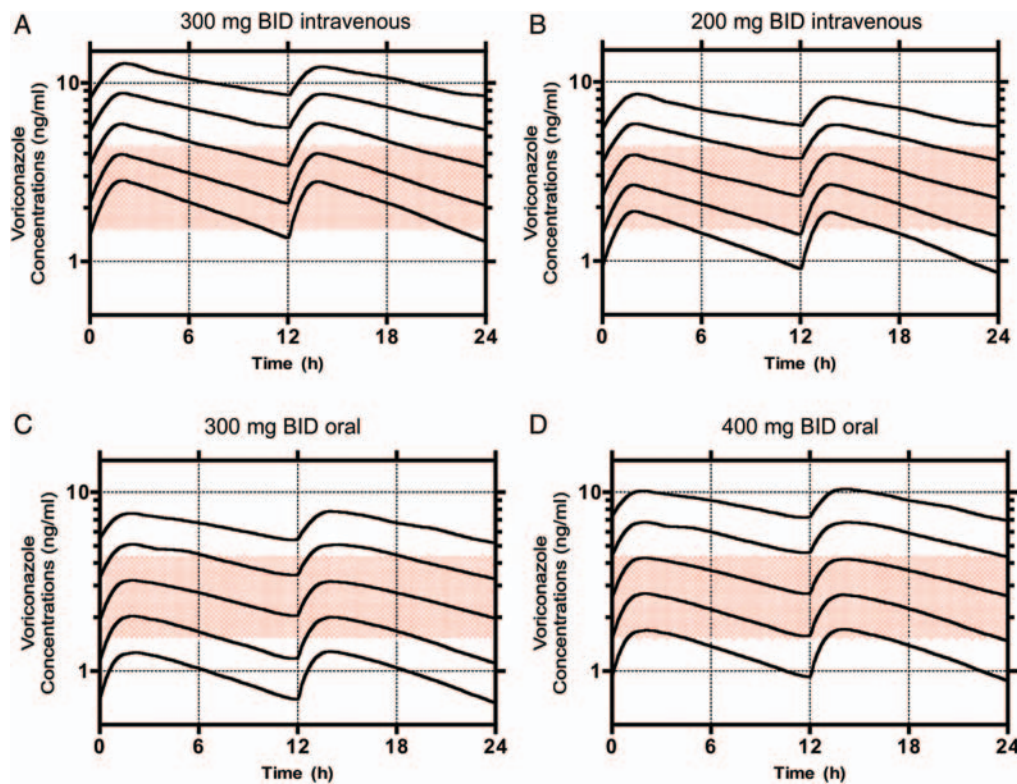 A
300 mg BID intravenous
Voriconazole
Concentrations (ng/ml)
10
1
0 6 12 18 24
Time (h)
B
200 mg BID intravenous
Voriconazole
Concentrations (ng/ml)
10
1
0 6 12 18 24
Time (h)
C
300 mg BID oral
Voriconazole
Concentrations (ng/ml)
10
1
0 6 12 18 24
Time (h)
D
400 mg BID oral
Voriconazole
Concentrations (ng/ml)
10
1
0 6 12 18 24
Time (h)